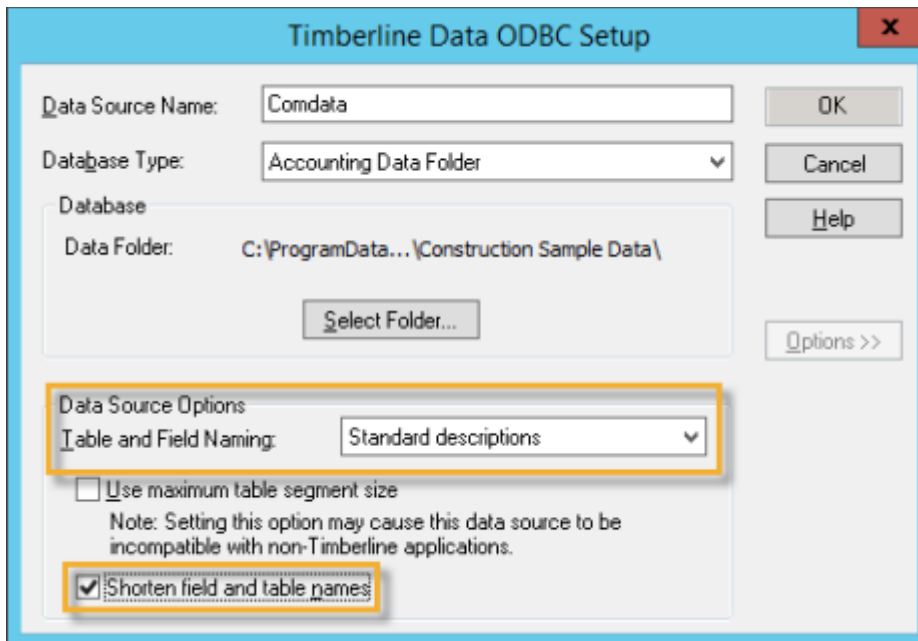 Timberline Data ODBC Setup
x
Data Source Name: Comdata
OK
Database Type: Accounting Data Folder
Cancel
Database
Help
Data Folder: C:\ProgramData...\Construction Sample Data\
Select Folder...
Options >>
Data Source Options
Table and Field Naming: Standard descriptions
Use maximum table segment size
Note: Setting this option may cause this data source to be
incompatible with non-Timberline applications.
Shorten field and table names